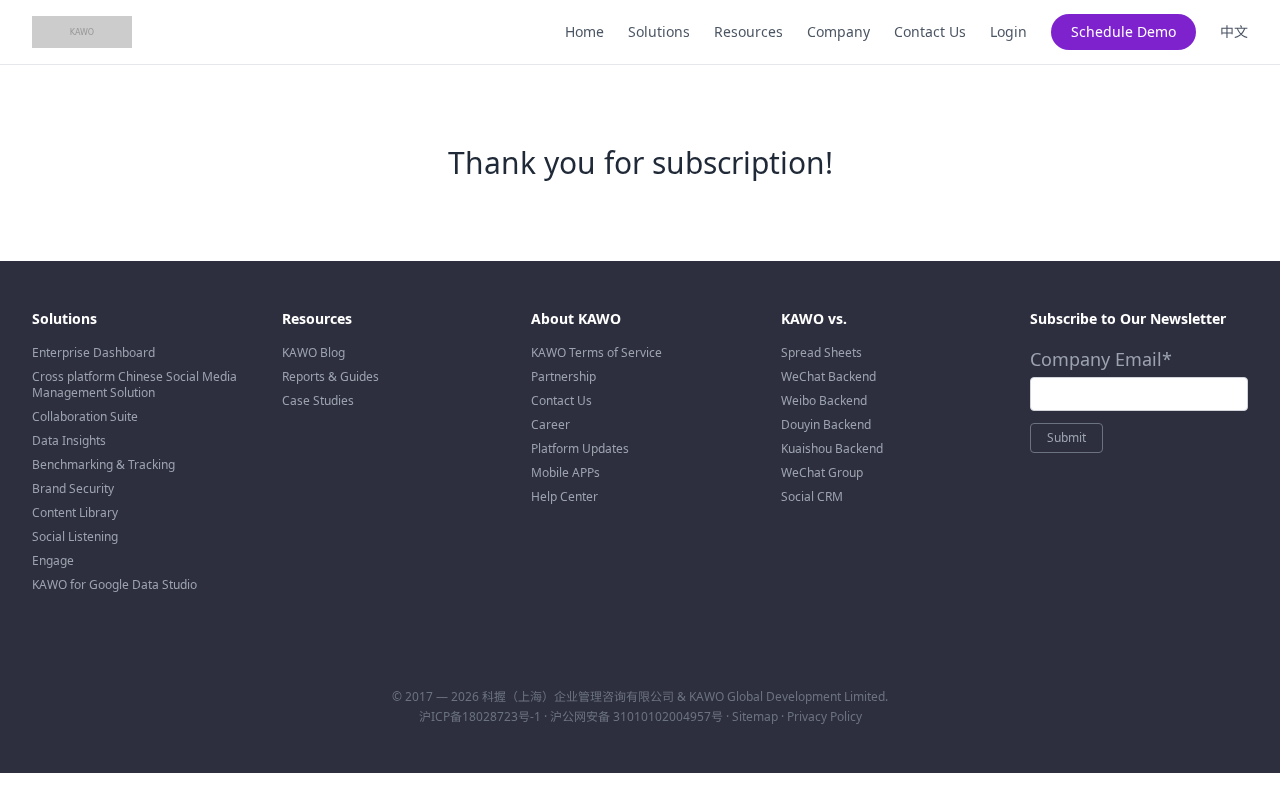 KAWO
Home
Solutions
Resources
Company
Contact Us
Login
Schedule Demo
中文
Thank you for subscription!
Solutions
Enterprise Dashboard
Cross platform Chinese Social Media
Management Solution
Collaboration Suite
Data Insights
Benchmarking & Tracking
Brand Security
Content Library
Social Listening
Engage
KAWO for Google Data Studio
Resources
KAWO Blog
Reports & Guides
Case Studies
About KAWO
KAWO Terms of Service
Partnership
Contact Us
Career
Platform Updates
Mobile APPs
Help Center
KAWO vs.
Spread Sheets
WeChat Backend
Weibo Backend
Douyin Backend
Kuaishou Backend
WeChat Group
Social CRM
Subscribe to Our Newsletter
Company Email*
Submit
© 2017 — 2026 科握（上海）企业管理咨询有限公司 & KAWO Global Development Limited.
沪ICP备18028723号-1 · 沪公网安备 31010102004957号 · Sitemap · Privacy Policy